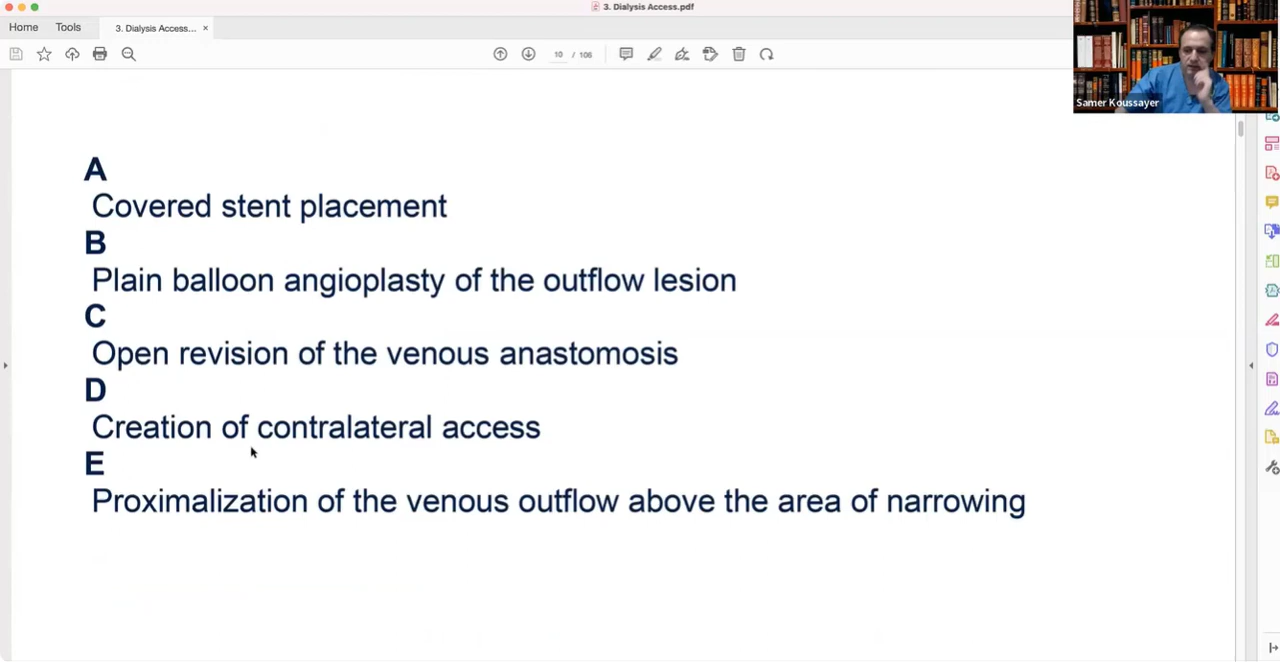 3. Dialysis Access.pdf
Home Tools 3. Dialysis Access... ×
10 / 106
Samer Koussayer
A
Covered stent placement
B
Plain balloon angioplasty of the outflow lesion
C
Open revision of the venous anastomosis
D
Creation of contralateral access
E
Proximalization of the venous outflow above the area of narrowing